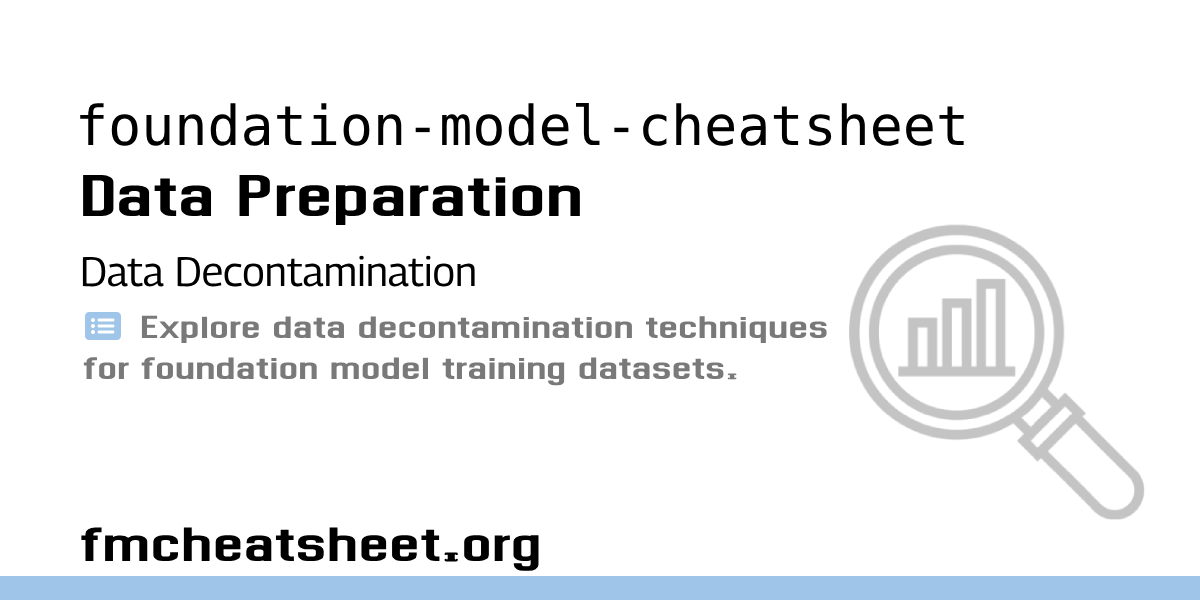 foundation-model-cheatsheet
Data Preparation
Data Decontamination
Explore data decontamination techniques
for foundation model training datasets.
fmcheatsheet.org